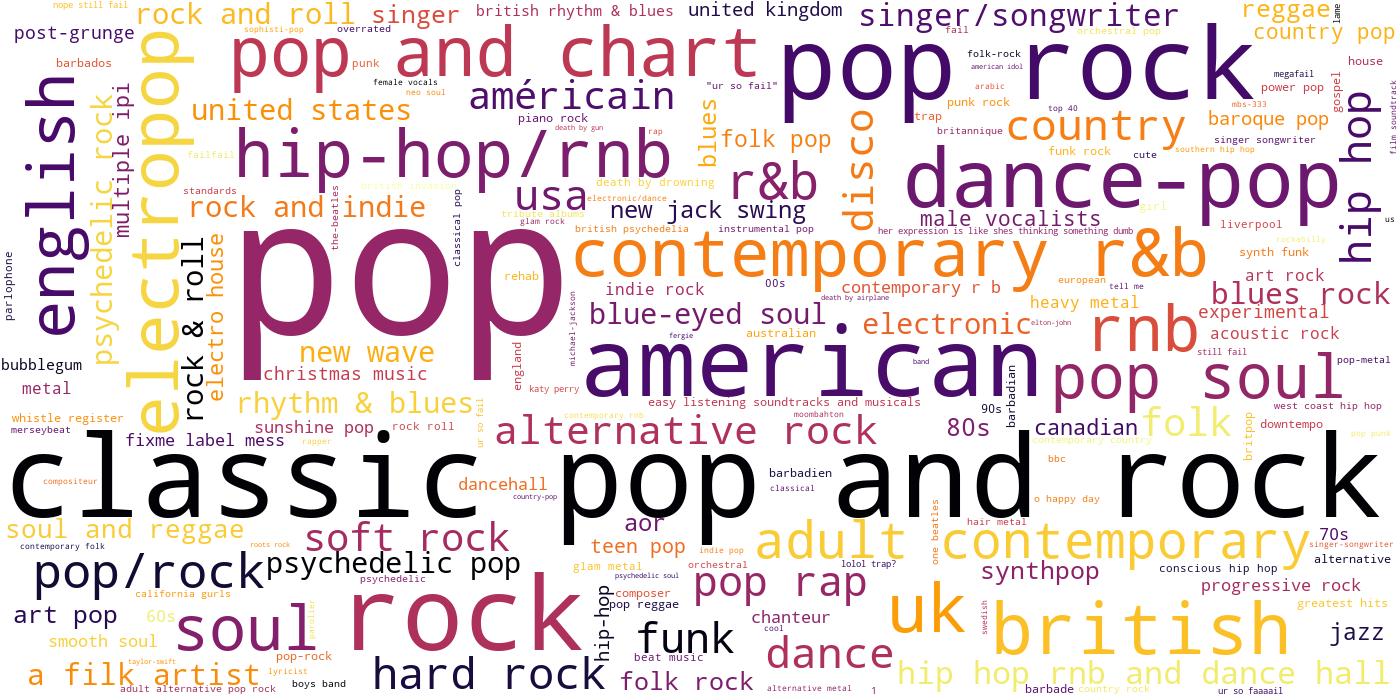 nope still fail
rock and roll
singer
british rhythm & blues
united kingdom
singer/songwriter
reggae
lame
post-grunge
sophisti-pop
overrated
fail
orchestral pop
country pop
pop and chart
pop rock
barbados
punk
folk-rock
american idol
house
electropop
english
psychedelic rock
multiple ipi
female vocals
neo soul
"ur so fail"
arabic
megafail
power pop
gospel
film soundtrack
united states
américain
blues
punk rock
top 40
mbs-333
trap
piano rock
disco
country
baroque pop
hip hop
death by gun
rap
folk pop
britannique
singer songwriter
failfail
hip-hop/rnb
funk rock
cute
southern hip hop
r&b
dance-pop
standards
british invasion
usa
death by drowning
electronic/dance
the-beatles
classical pop
rock and indie
tribute albums
new jack swing
girl
glam rock
male vocalists
us
pop
british psychedelia
instrumental pop
her expression is like shes thinking something dumb
liverpool
rockabilly
rock & roll
electro house
contemporary r&b
synth funk
parlophone
rehab
indie rock
00s
contemporary r b
european
tell me
art rock
michael-jackson
death by airplane
heavy metal
blues rock
experimental
blue-eyed soul
electronic
elton-john
rnb
acoustic rock
new wave
england
fergie
australian
american
band
still fail
bubblegum
christmas music
barbadian
pop soul
pop-metal
metal
katy perry
whistle register
rhythm & blues
ur so fail
easy listening soundtracks and musicals
90s
west coast hip hop
merseybeat
sunshine pop
rock roll
contemporary rnb
moombahton
80s
canadian
folk
britpop
downtempo
fixme label mess
rapper
alternative rock
contemporary country
pop punk
classic pop and rock
bbc
compositeur
dancehall
country-pop
barbadien
classical
o happy day
soul and reggae
soft rock
aor
one beatles
hair metal
70s
contemporary folk
roots rock
teen pop
indie pop
adult contemporary
singer-songwriter
pop/rock
psychedelic pop
glam metal
orchestral
lolol trap?
synthpop
conscious hip hop
alternative
psychedelic
psychedelic soul
pop rap
progressive rock
california gurls
composer
art pop
60s
parolier
rock
hip-hop
pop reggae
uk
swedish
greatest hits
smooth soul
soul
funk
chanteur
cool
british
jazz
pop-rock
beat music
dance
a filk artist
taylor-swift
lyricist
hard rock
folk rock
hip hop rnb and dance hall
adult alternative pop rock
boys band
alternative metal
1
barbade
country rock
ur so faaaail